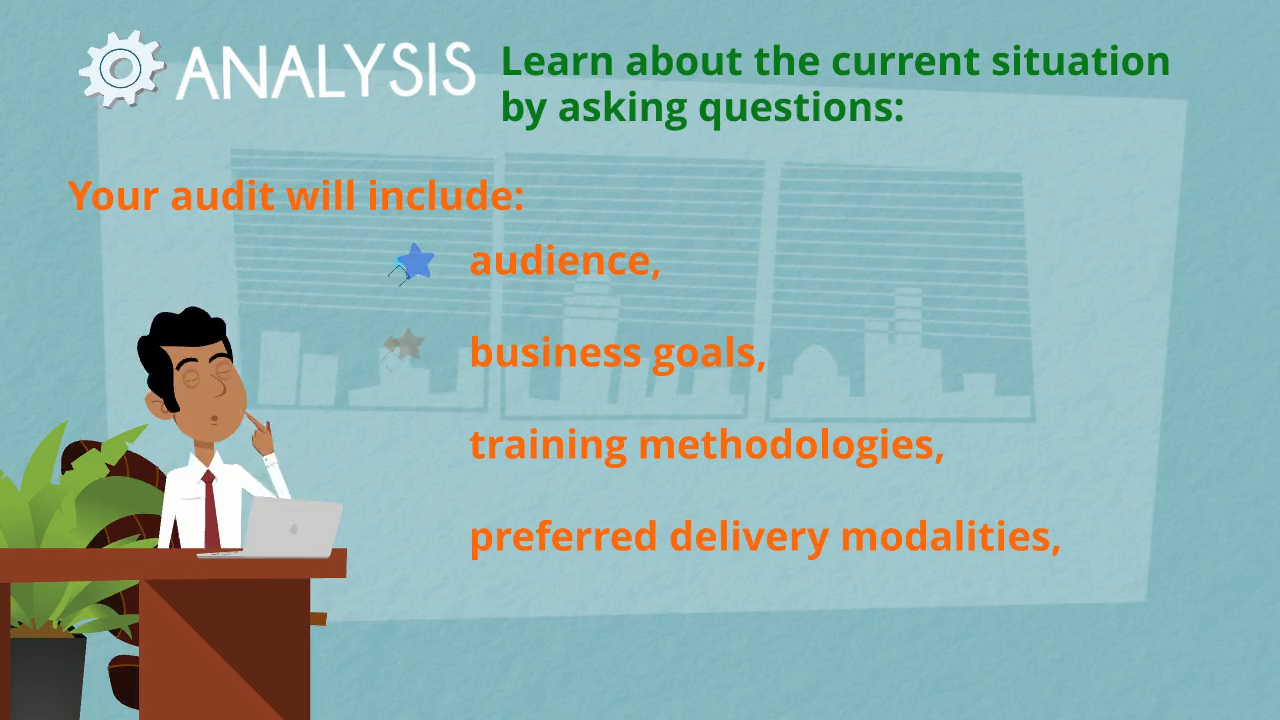 ANALYSIS
Learn about the current situation
by asking questions:
Your audit will include:
audience,
business goals,
training methodologies,
preferred delivery modalities,